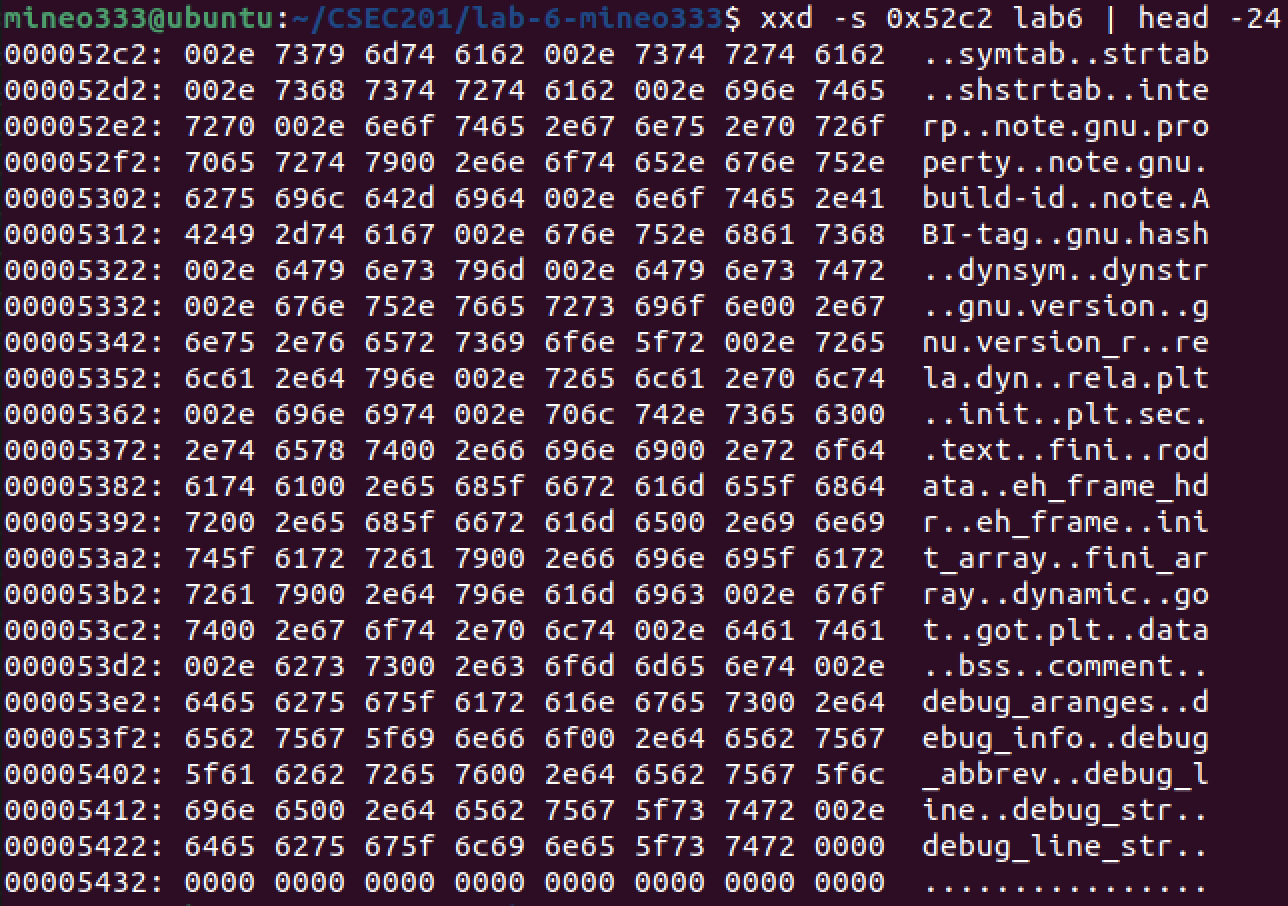 mineo333@ubuntu:~/CSEC201/lab-6-mineo333$ xxd -s 0x52c2 lab6 | head -24
000052c2: 002e 7379 6d74 6162 002e 7374 7274 6162  ..symtab..strtab
000052d2: 002e 7368 7374 7274 6162 002e 696e 7465  ..shstrtab..inte
000052e2: 7270 002e 6e6f 7465 2e67 6e75 2e70 726f  rp..note.gnu.pro
000052f2: 7065 7274 7900 2e6e 6f74 652e 676e 752e  perty..note.gnu.
00005302: 6275 696c 642d 6964 002e 6e6f 7465 2e41  build-id..note.A
00005312: 4249 2d74 6167 002e 676e 752e 6861 7368  BI-tag..gnu.hash
00005322: 002e 6479 6e73 796d 002e 6479 6e73 7472  ..dynsym..dynstr
00005332: 002e 676e 752e 7665 7273 696f 6e00 2e67  ..gnu.version..g
00005342: 6e75 2e76 6572 7369 6f6e 5f72 002e 7265  nu.version_r..re
00005352: 6c61 2e64 796e 002e 7265 6c61 2e70 6c74  la.dyn..rela.plt
00005362: 002e 696e 6974 002e 706c 742e 7365 6300  ..init..plt.sec.
00005372: 2e74 6578 7400 2e66 696e 6900 2e72 6f64  .text..fini..rod
00005382: 6174 6100 2e65 685f 6672 616d 655f 6864  ata..eh_frame_hd
00005392: 7200 2e65 685f 6672 616d 6500 2e69 6e69  r..eh_frame..ini
000053a2: 745f 6172 7261 7900 2e66 696e 695f 6172  t_array..fini_ar
000053b2: 7261 7900 2e64 796e 616d 6963 002e 676f  ray..dynamic..go
000053c2: 7400 2e67 6f74 2e70 6c74 002e 6461 7461  t..got.plt..data
000053d2: 002e 6273 7300 2e63 6f6d 6d65 6e74 002e  ..bss..comment..
000053e2: 6465 6275 675f 6172 616e 6765 7300 2e64  debug_aranges..d
000053f2: 6562 7567 5f69 6e66 6f00 2e64 6562 7567  ebug_info..debug
00005402: 5f61 6262 7265 7600 2e64 6562 7567 5f6c  _abbrev..debug_l
00005412: 696e 6500 2e64 6562 7567 5f73 7472 002e  ine..debug_str..
00005422: 6465 6275 675f 6c69 6e65 5f73 7472 0000  debug_line_str..
00005432: 0000 0000 0000 0000 0000 0000 0000 0000  ................